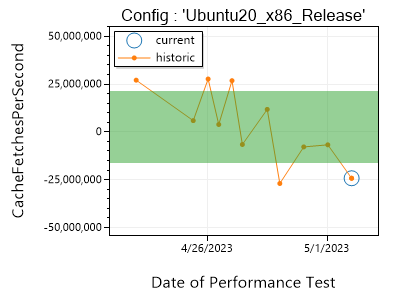 Config : 'Ubuntu20_x86_Release'
current
historic
CacheFetchesPerSecond
50,000,000
25,000,000
0
-25,000,000
-50,000,000
4/26/2023
5/1/2023
Date of Performance Test